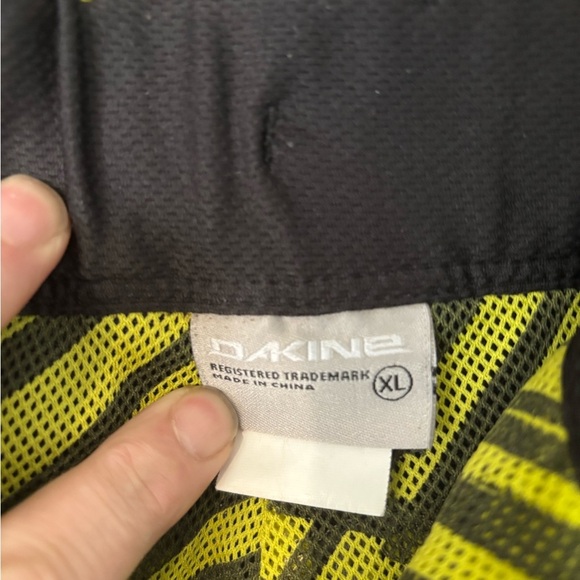 DAKINE
REGISTERED TRADEMARK XL
MADE IN CHINA